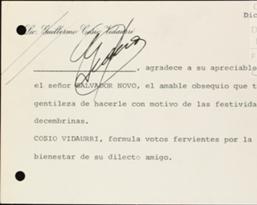 Dic
Lic. Guillermo Cosío Vidaurri
, agradece a su apreciable
el señor SALVADOR NOVO, el amable obsequio que t
gentileza de hacerle con motivo de las festivida
decembrinas.
COSIO VIDAURRI, formula votos fervientes por la
bienestar de su dilecto amigo.